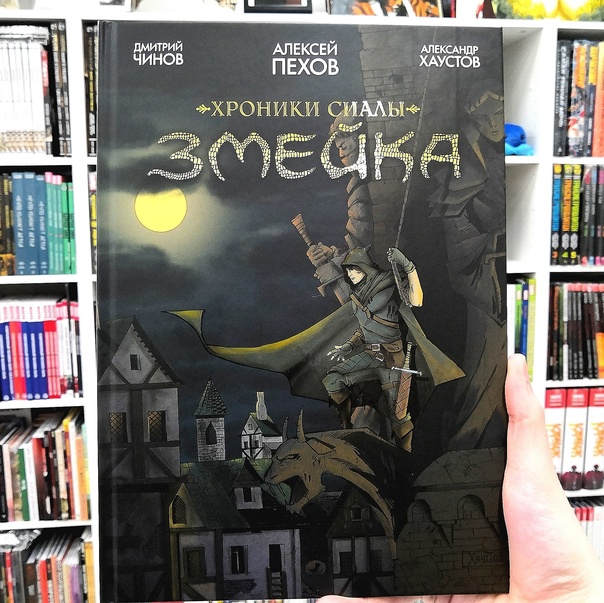 ДМИТРИЙ
ЧИНОВ
АЛЕКСЕЙ
ПЕХОВ
АЛЕКСАНДР
ХАУСТОВ
ХРОНИКИ СИАЛЫ
ЗМЕЙКА